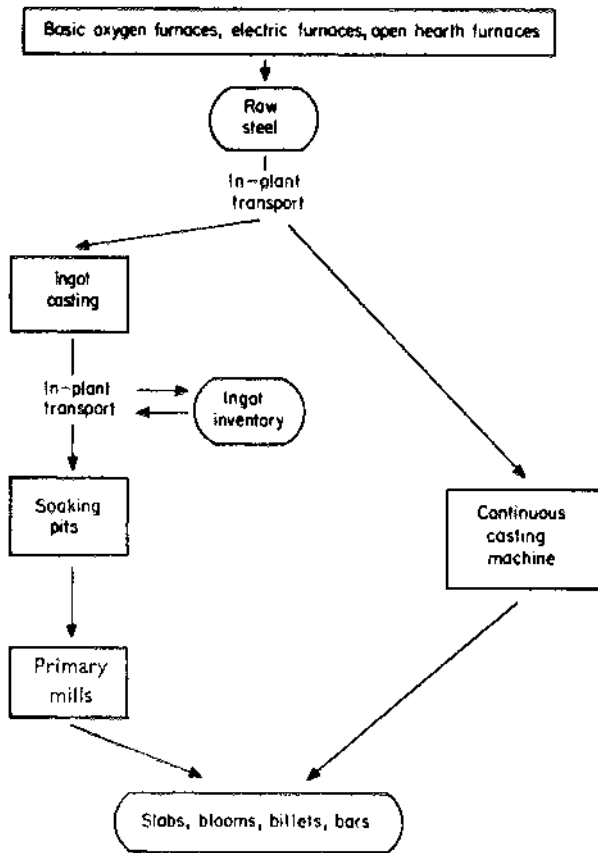 Basic oxygen furnaces, electric furnaces, open hearth furnaces
Raw
steel
In-plant
transport
Ingot
casting
In-plant
transport
Ingot
inventory
Soaking
pits
Continuous
casting
machine
Primary
mills
Slabs, blooms, billets, bars